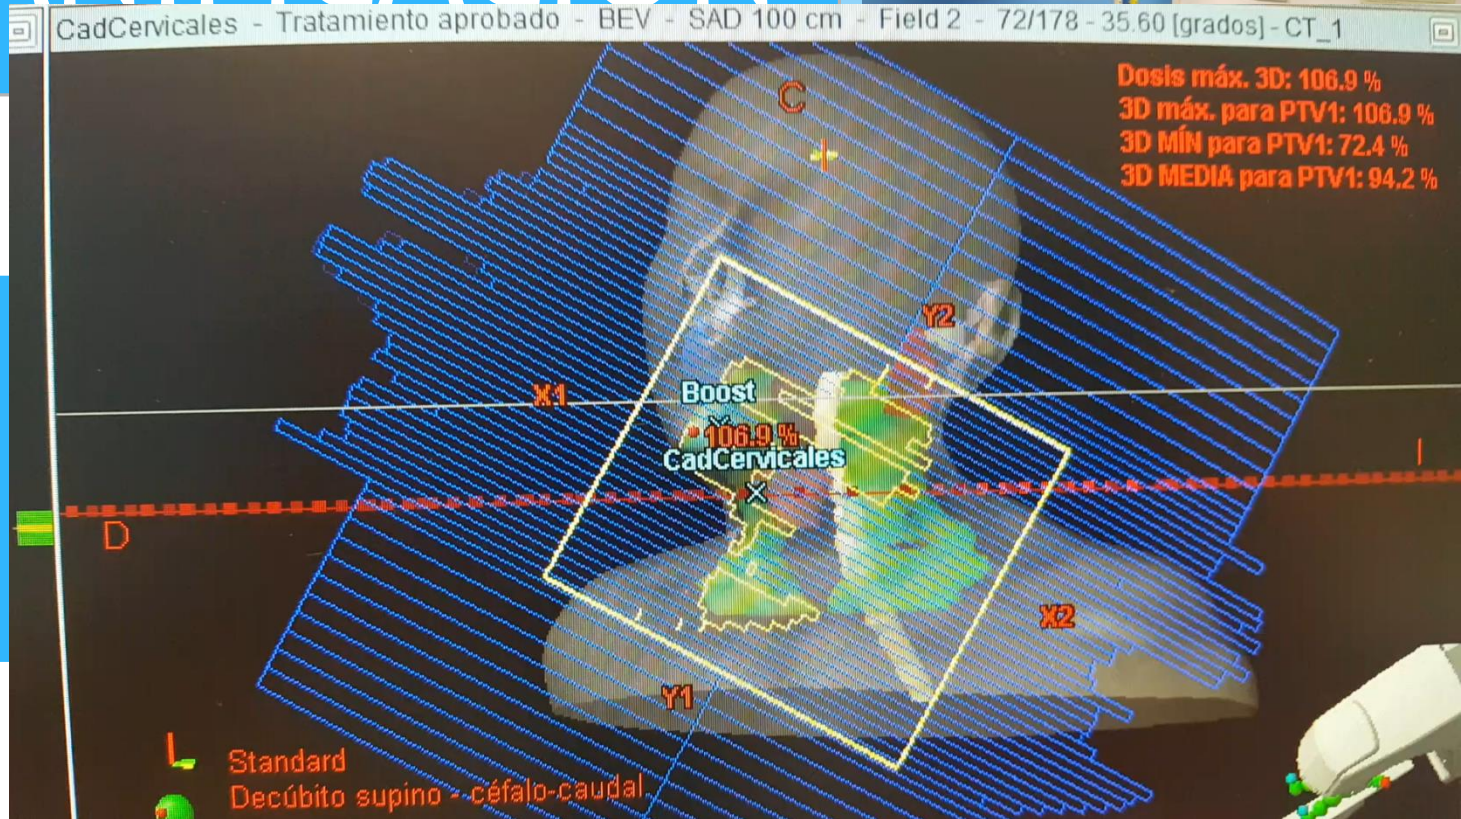 CadCervicales - Tratamiento aprobado - BEV - SAD 100 cm - Field 2 - 72/178 - 35.60 [grados] - CT_1
Dosis máx. 3D: 106.9 %
3D máx. para PTV1: 106.9 %
3D MÍN para PTV1: 72.4 %
3D MEDIA para PTV1: 94.2 %
C
Y2
X1
Boost
106.9 %
CadCervicales
I
D
X2
Y1
Standard
Decúbito supino - céfalo-caudal